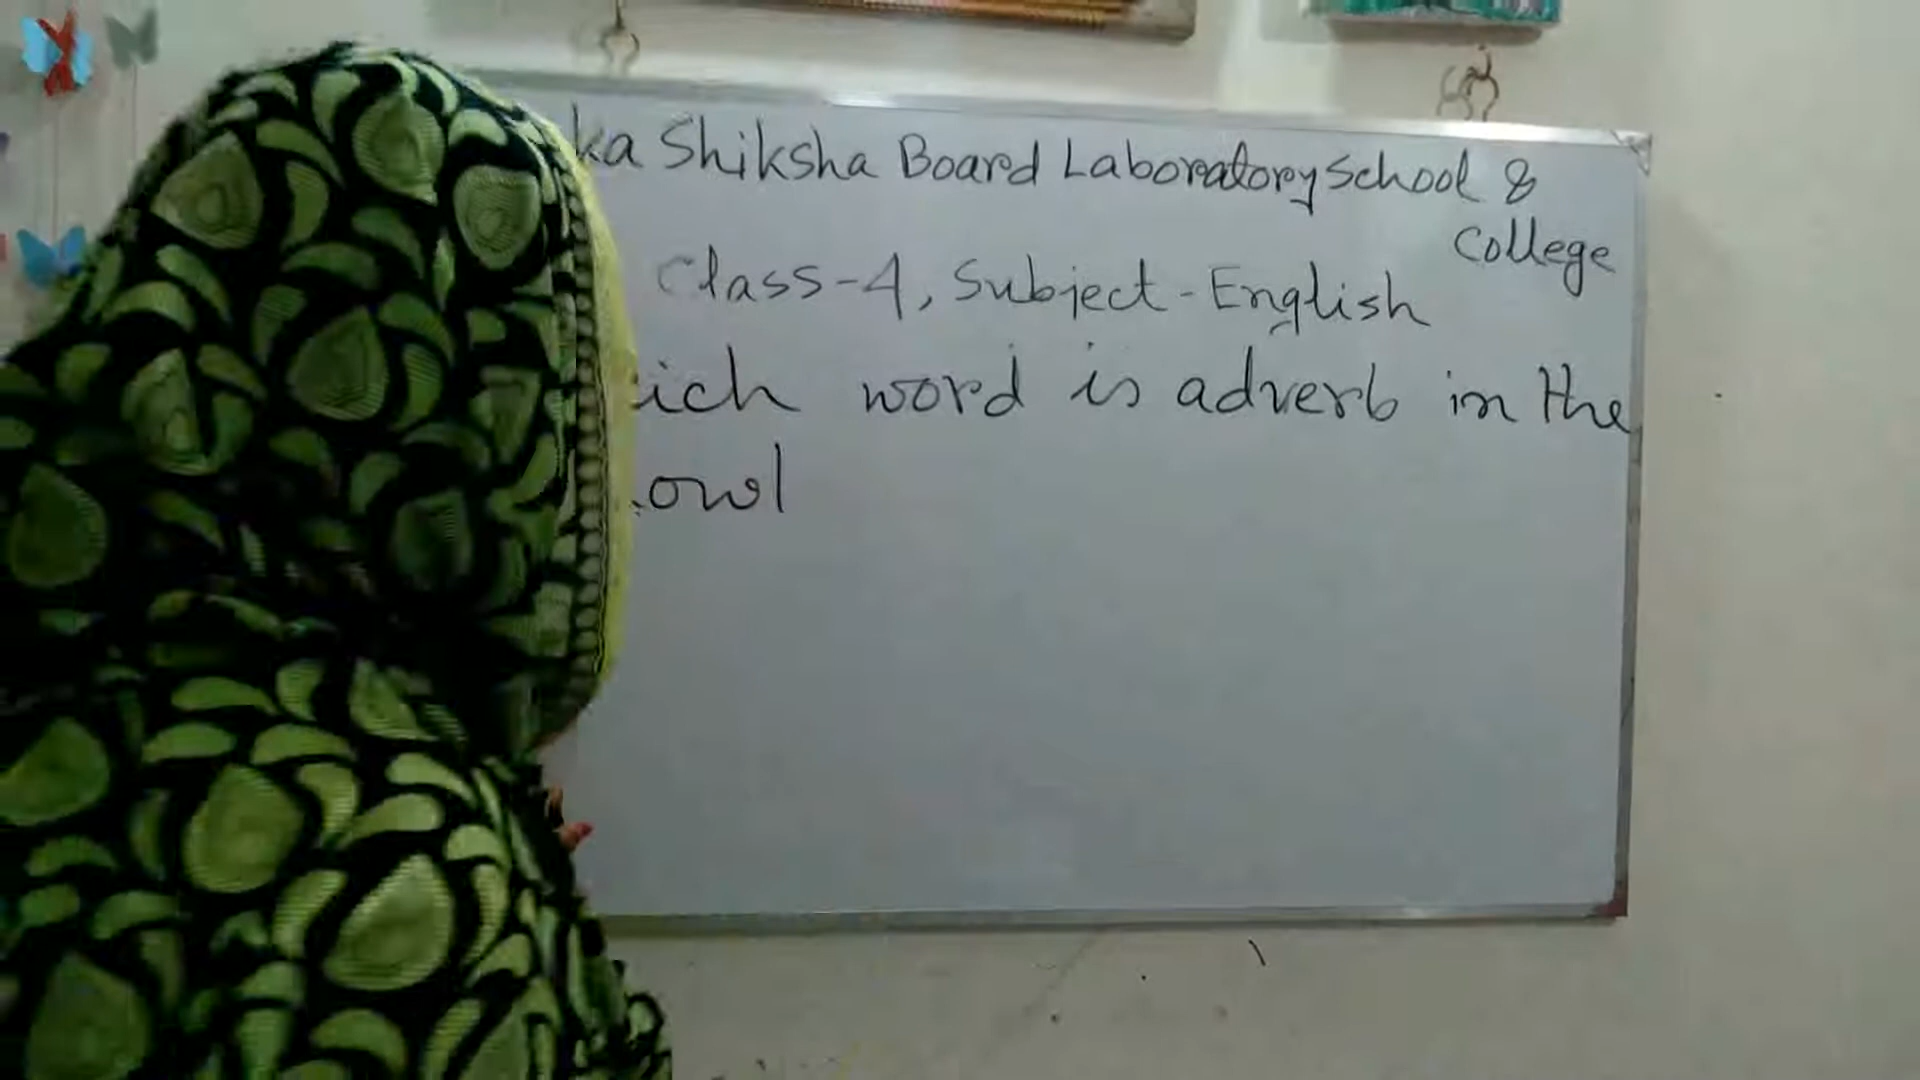 ka Shiksha Board Laboratory School &
College
Class-4, Subject-English
ich word is adverb in the
owl